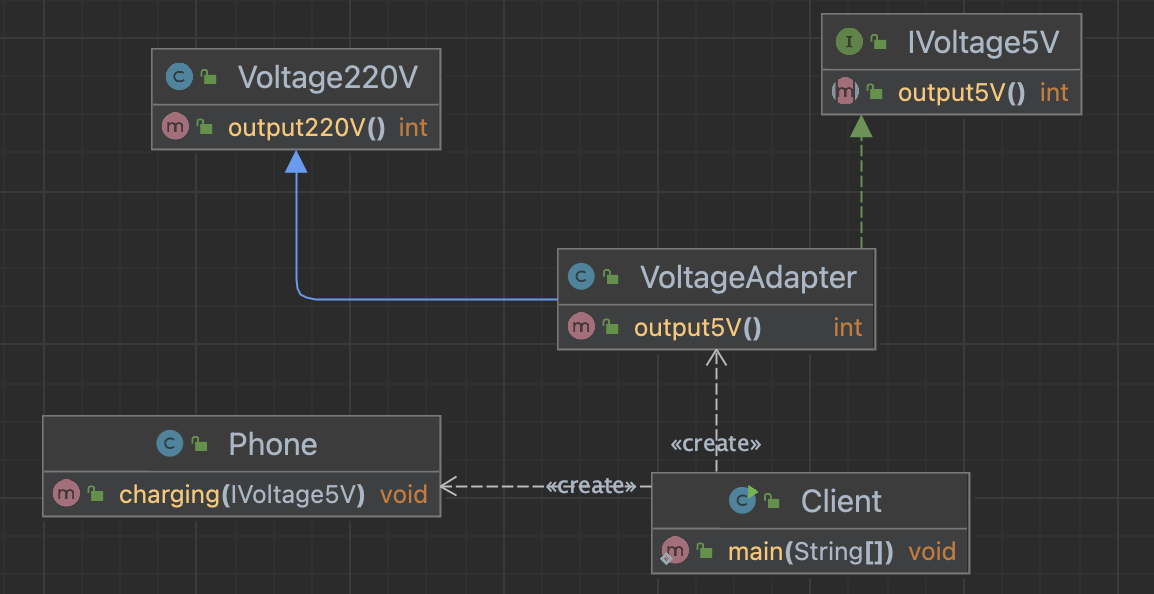 I IVoltage5V
m output5V() int
C Voltage220V
m output220V() int
C VoltageAdapter
m output5V() int
«create»
C Phone
m charging(IVoltage5V) void
«create»
C Client
m main(String[]) void